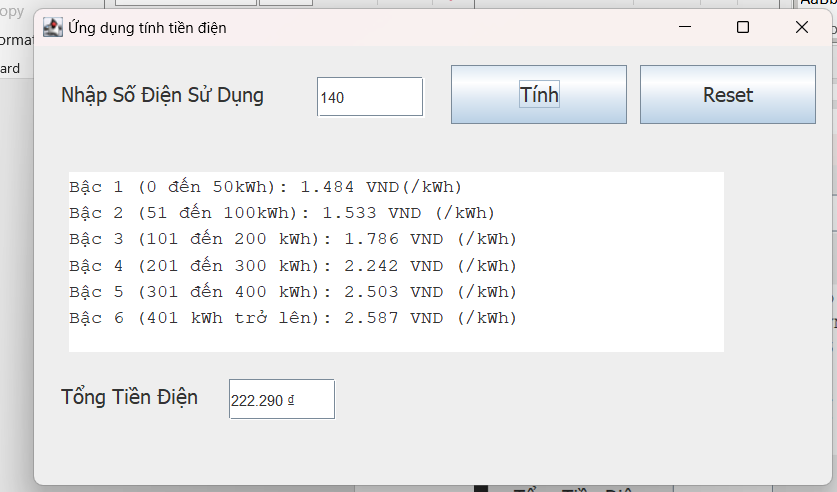 opy
Ứng dụng tính tiền điện
ard
Nhập Số Điện Sử Dụng
140
Tính
Reset
Bậc 1 (0 đến 50kWh): 1.484 VND(/kWh)
Bậc 2 (51 đến 100kWh): 1.533 VND (/kWh)
Bậc 3 (101 đến 200 kWh): 1.786 VND (/kWh)
Bậc 4 (201 đến 300 kWh): 2.242 VND (/kWh)
Bậc 5 (301 đến 400 kWh): 2.503 VND (/kWh)
Bậc 6 (401 kWh trở lên): 2.587 VND (/kWh)
Tổng Tiền Điện
222.290 ₫